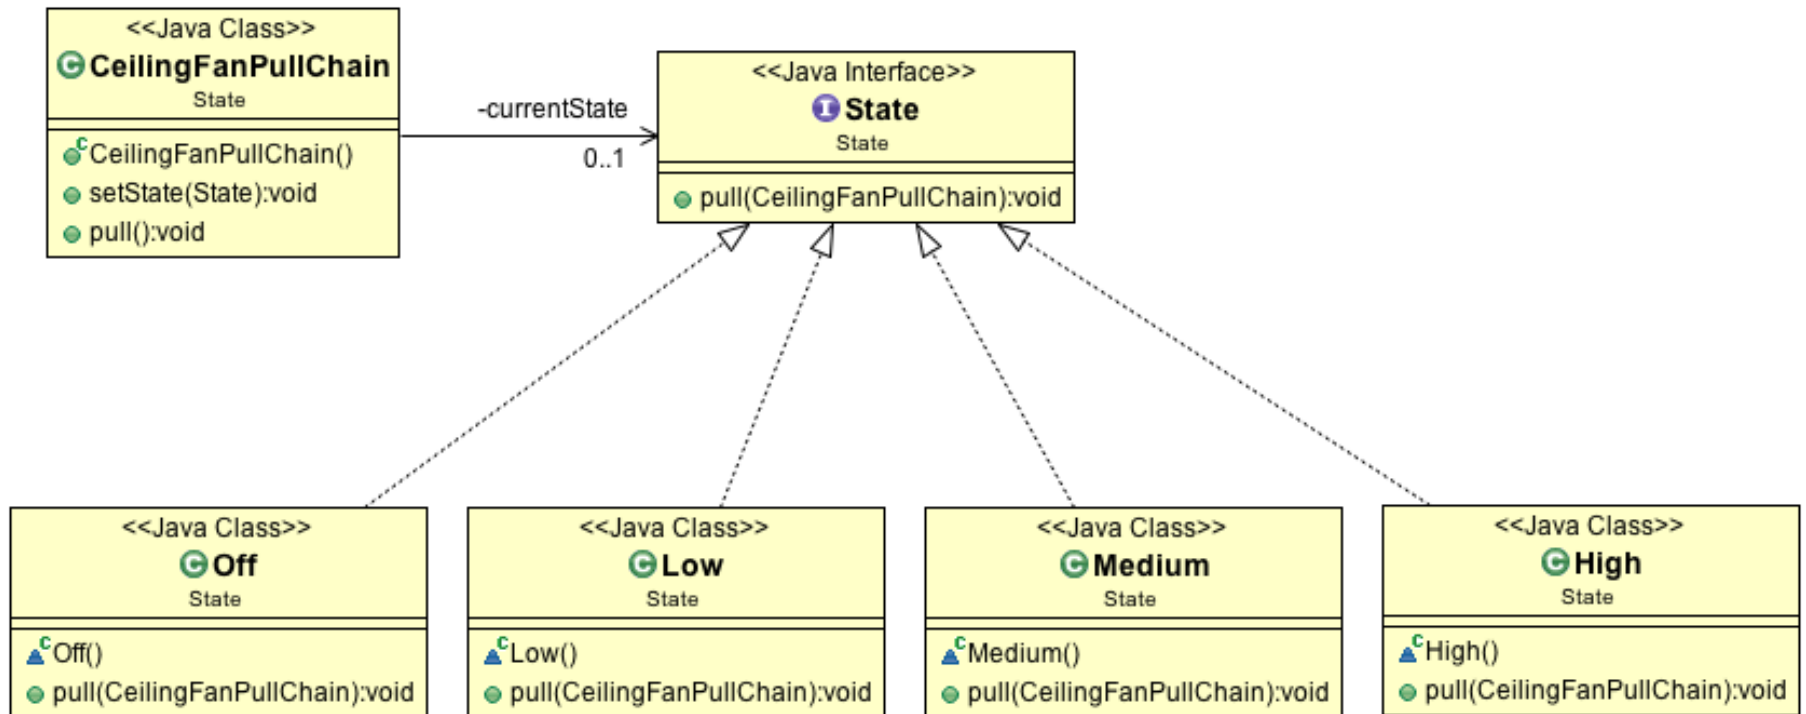 <<Java Class>>
CeilingFanPullChain
State
CeilingFanPullChain()
setState(State):void
pull():void
-currentState
0..1
<<Java Interface>>
State
State
pull(CeilingFanPullChain):void
<<Java Class>>
Off
State
Off()
pull(CeilingFanPullChain):void
<<Java Class>>
Low
State
Low()
pull(CeilingFanPullChain):void
<<Java Class>>
Medium
State
Medium()
pull(CeilingFanPullChain):void
<<Java Class>>
High
State
High()
pull(CeilingFanPullChain):void